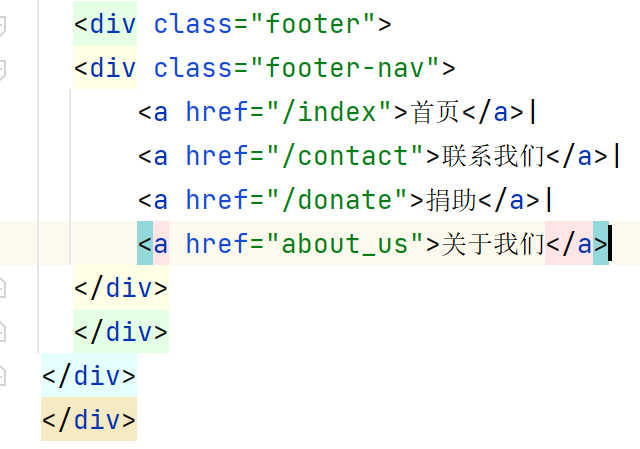 <div class="footer">
<div class="footer-nav">
<a href="/index">首页</a>|
<a href="/contact">联系我们</a>|
<a href="/donate">捐助</a>|
<a href="about_us">关于我们</a>
</div>
</div>
</div>
</div>